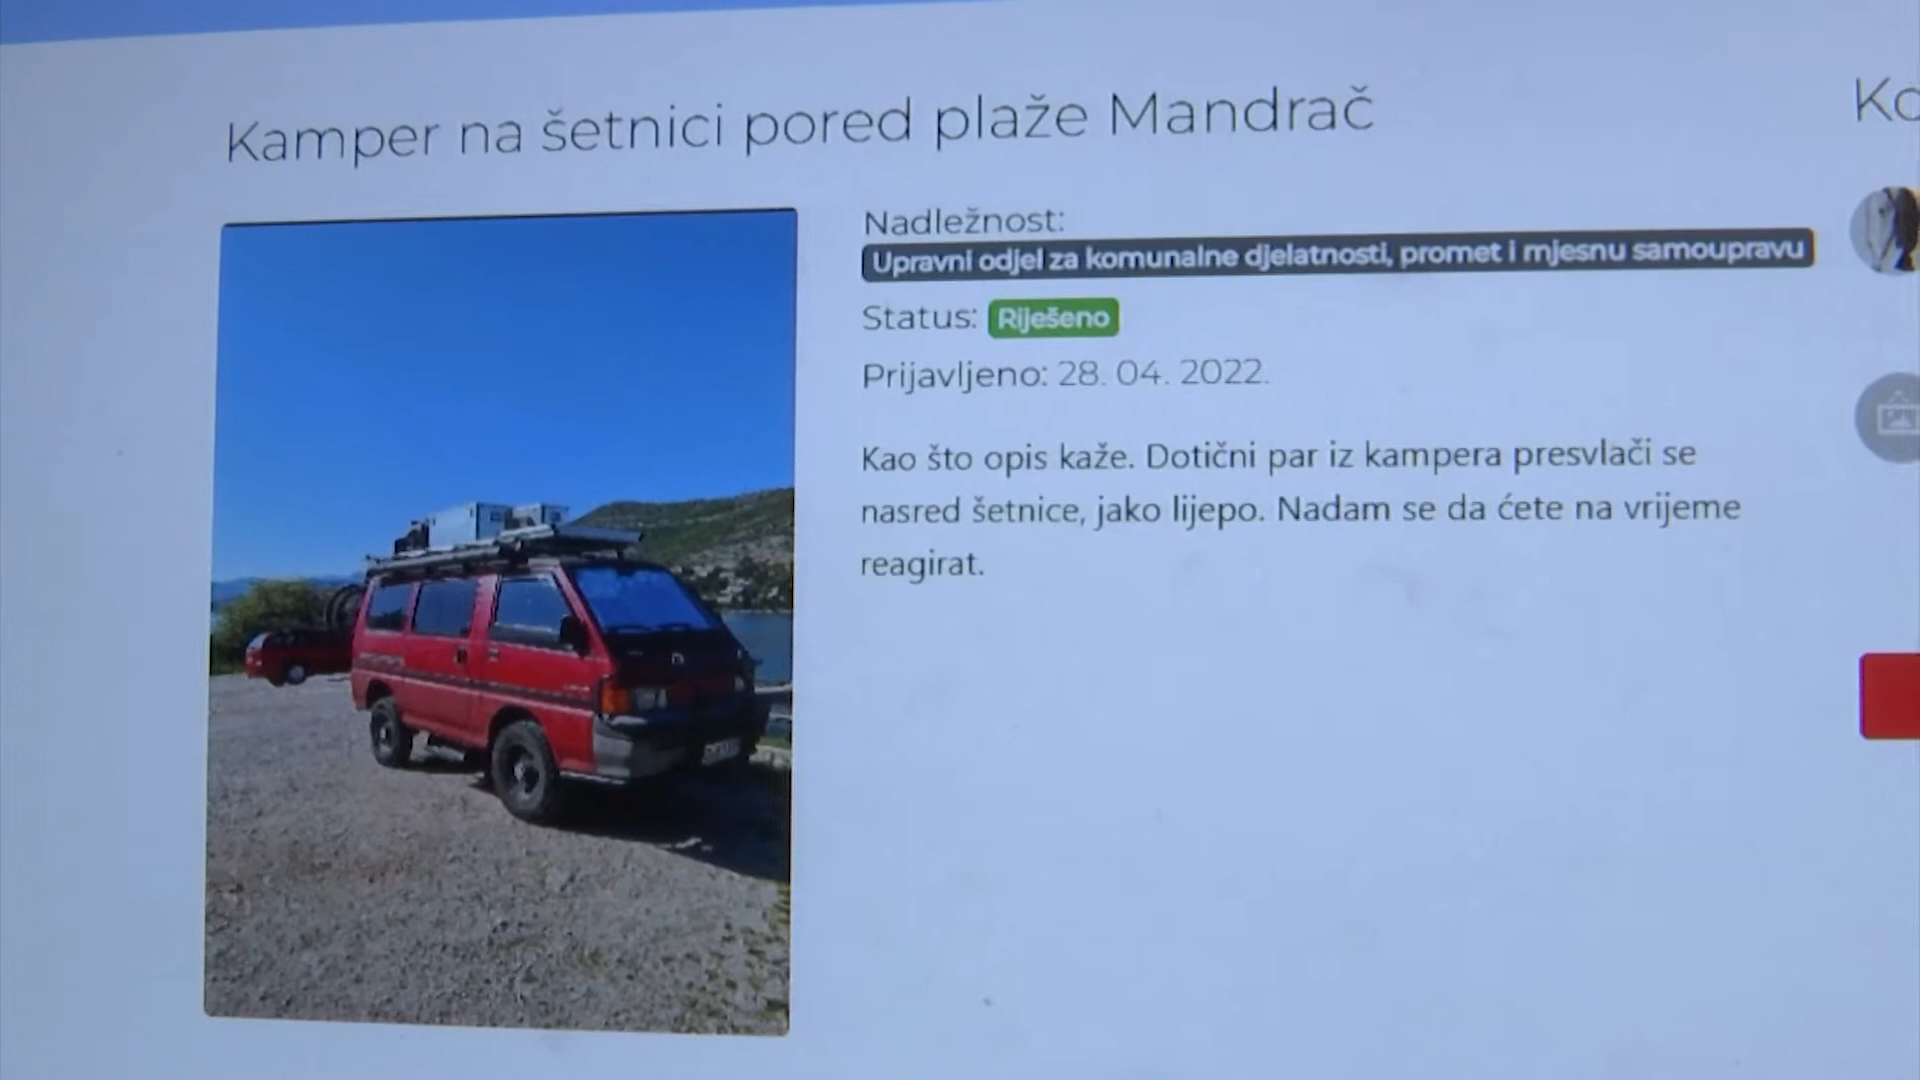 Kamper na šetnici pored plaže Mandrač
Nadležnost:
Upravni odjel za komunalne djelatnosti, promet i mjesnu samoupravu
Status: Riješeno
Prijavljeno: 28. 04. 2022.
Kao što opis kaže. Dotični par iz kampera presvlači se
nasred šetnice, jako lijepo. Nadam se da ćete na vrijeme
reagirat.